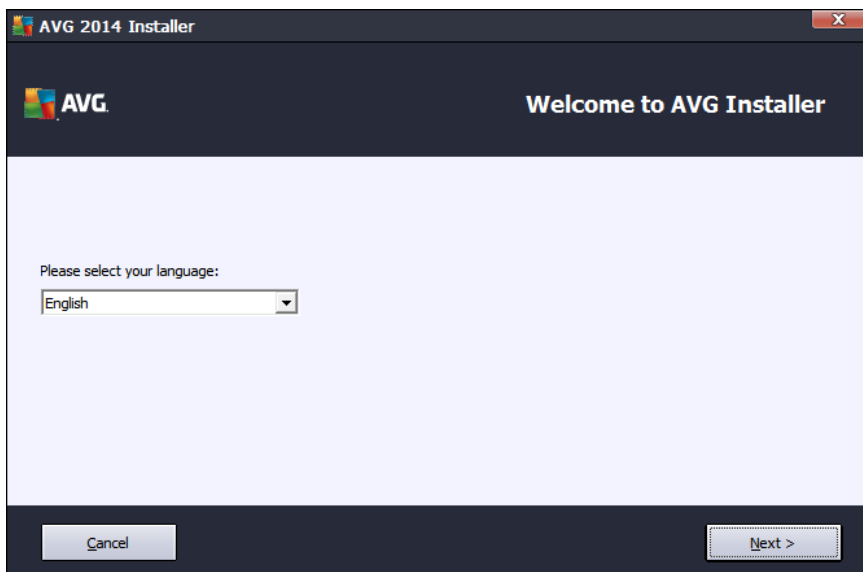 AVG 2014 Installer
X
AVG.
Welcome to AVG Installer
Please select your language:
English
Cancel
Next >